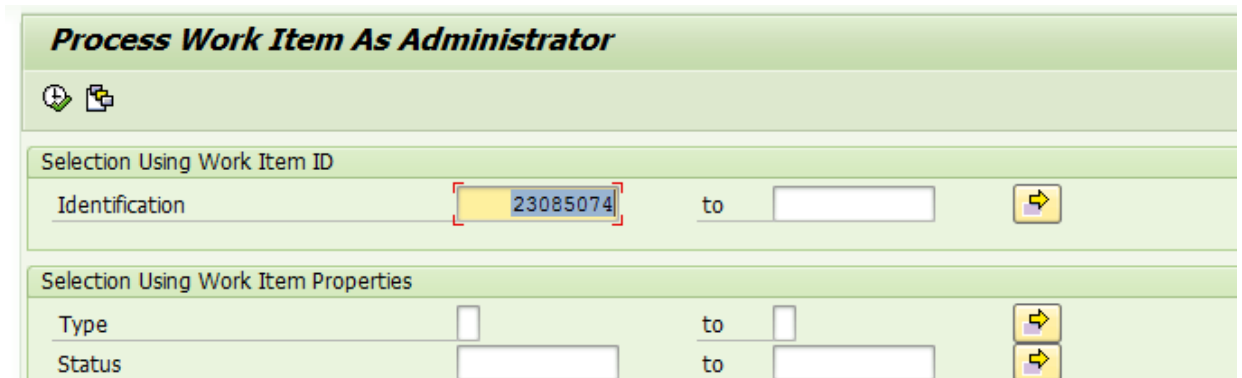 Process Work Item As Administrator
Selection Using Work Item ID
Identification 23085074 to
Selection Using Work Item Properties
Type to
Status to